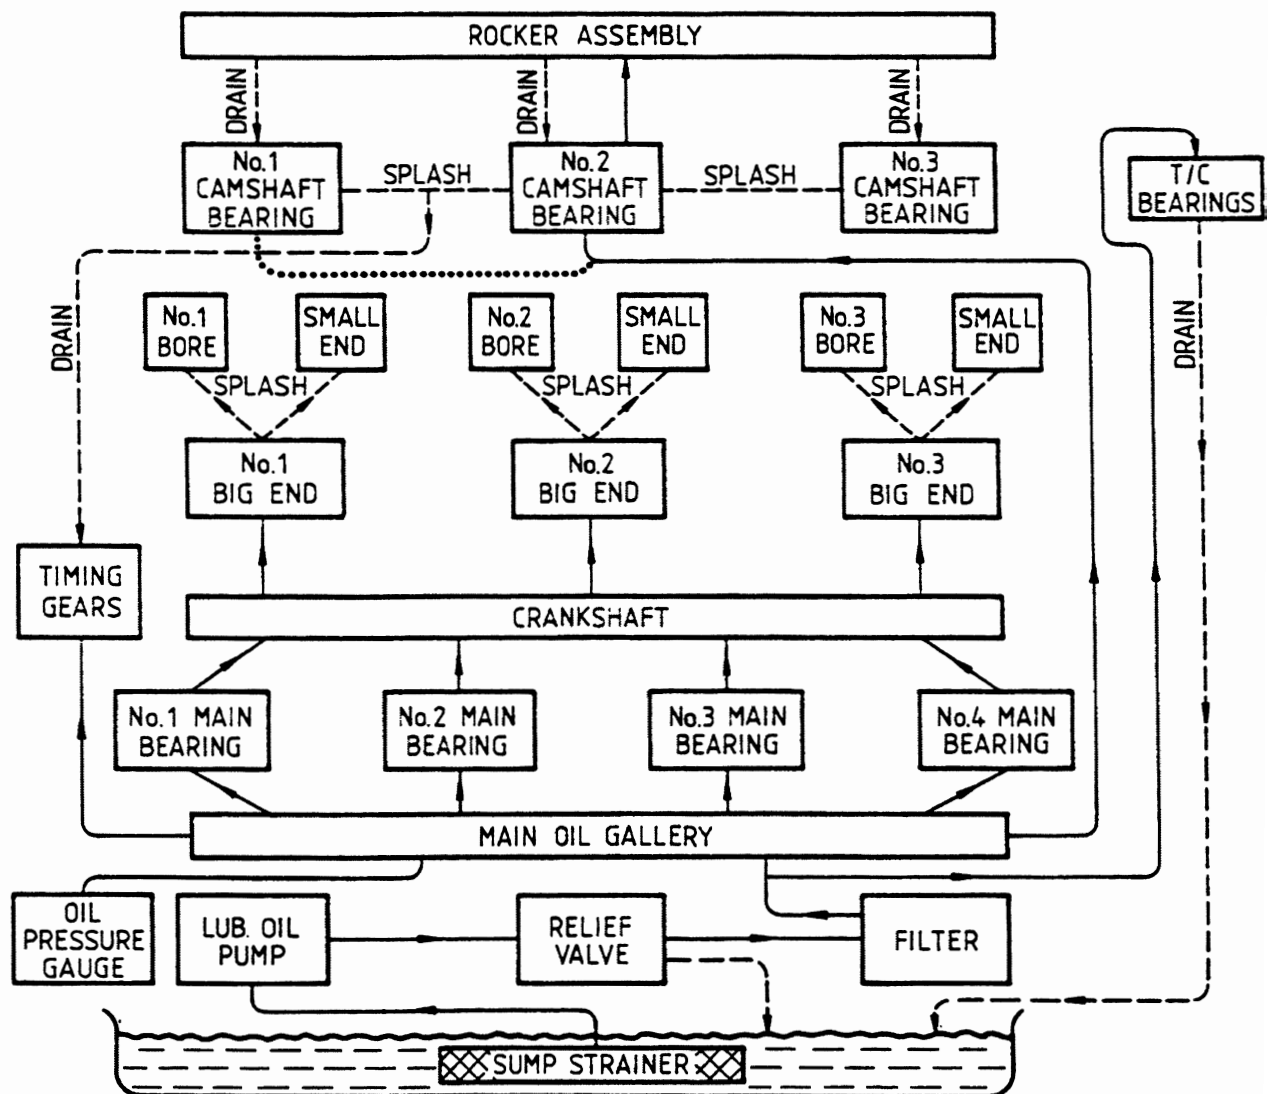 ROCKER ASSEMBLY
DRAIN
DRAIN
DRAIN
No.1
CAMSHAFT
BEARING
SPLASH
No.2
CAMSHAFT
BEARING
SPLASH
No.3
CAMSHAFT
BEARING
T/C
BEARINGS
DRAIN
DRAIN
No.1
BORE
SMALL
END
SPLASH
No.2
BORE
SMALL
END
SPLASH
No.3
BORE
SMALL
END
SPLASH
No.1
BIG END
No.2
BIG END
No.3
BIG END
TIMING
GEARS
CRANKSHAFT
No.1 MAIN
BEARING
No.2 MAIN
BEARING
No.3 MAIN
BEARING
No.4 MAIN
BEARING
MAIN OIL GALLERY
OIL
PRESSURE
GAUGE
LUB. OIL
PUMP
RELIEF
VALVE
FILTER
SUMP STRAINER